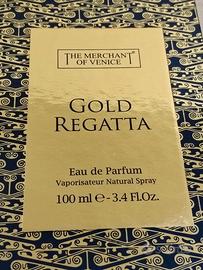 THE MERCHANT®
OF VENICE
GOLD
REGATTA
Eau de Parfum
Vaporisateur Natural Spray
100 ml ℮ - 3.4 Fl.Oz.